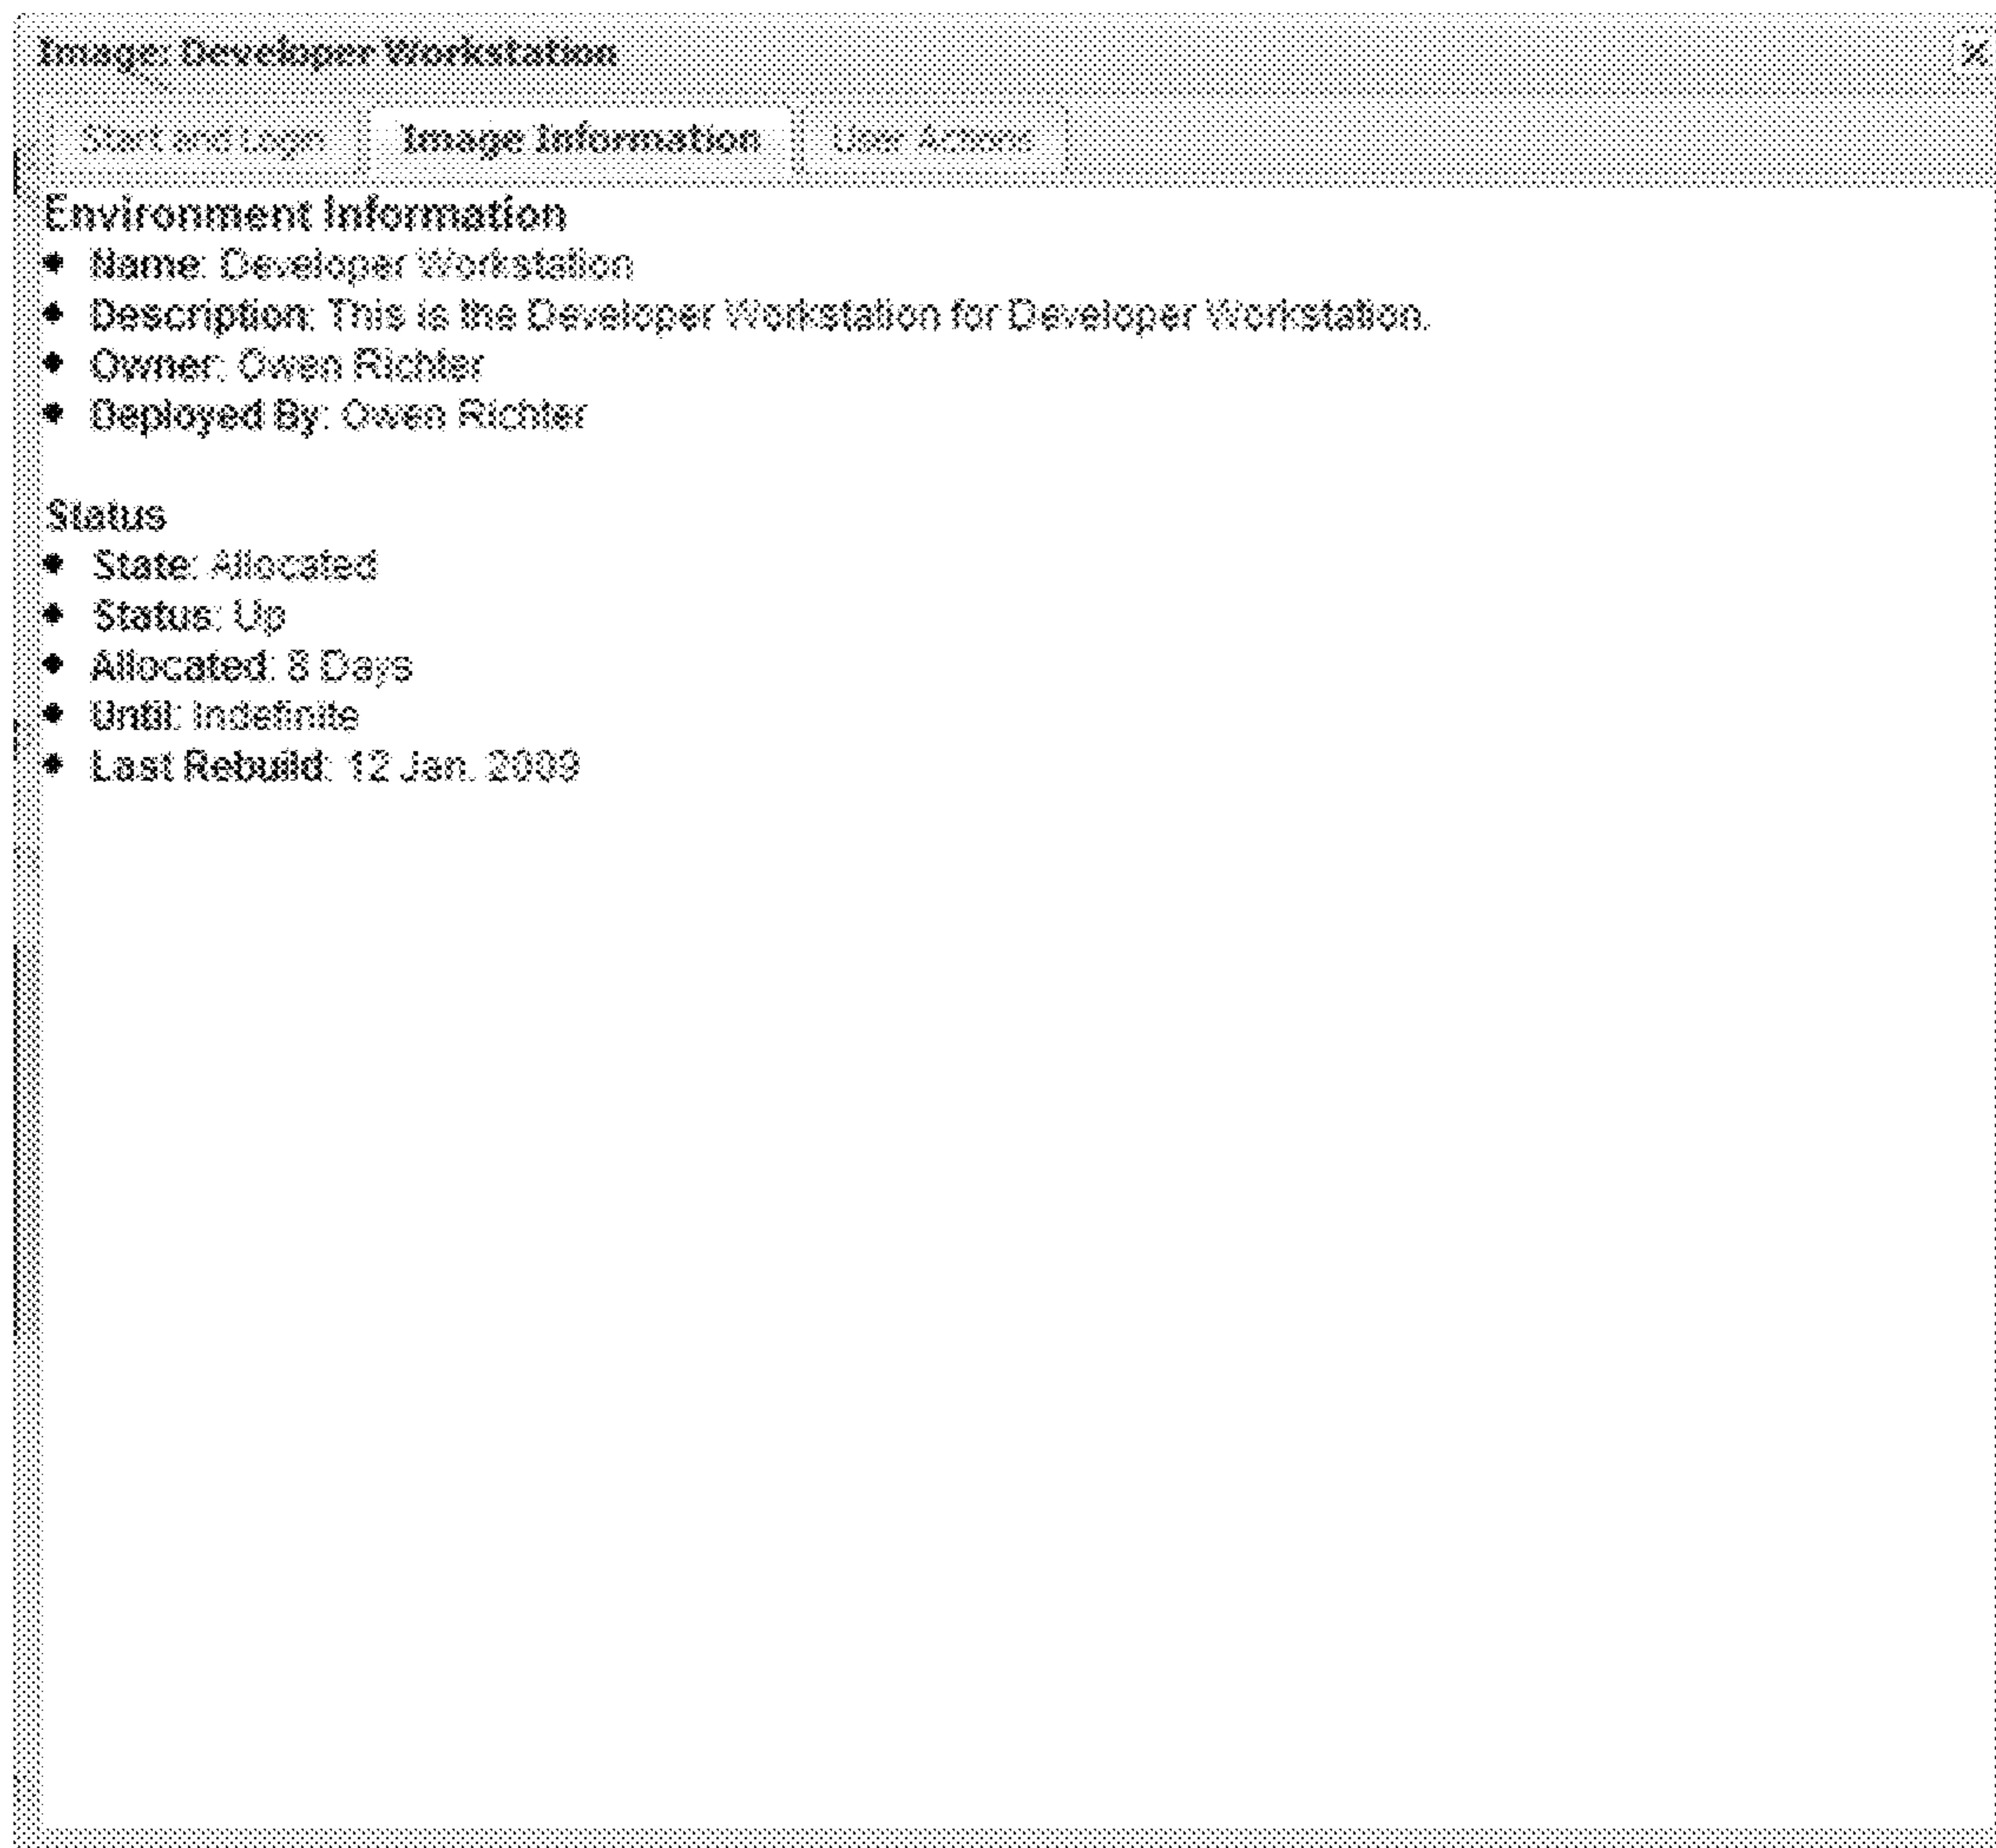 Image: Developer Workstation
Start and Login Image Information User Actions
Environment Information
• Name: Developer Workstation
• Description: This is the Developer Workstation for Developer Workstation.
• Owner: Owen Richter
• Deployed By: Owen Richter
Status
• State: Allocated
• Status: Up
• Allocated: 8 Days
• Until: Indefinite
• Last Rebuild: 12 Jan. 2009